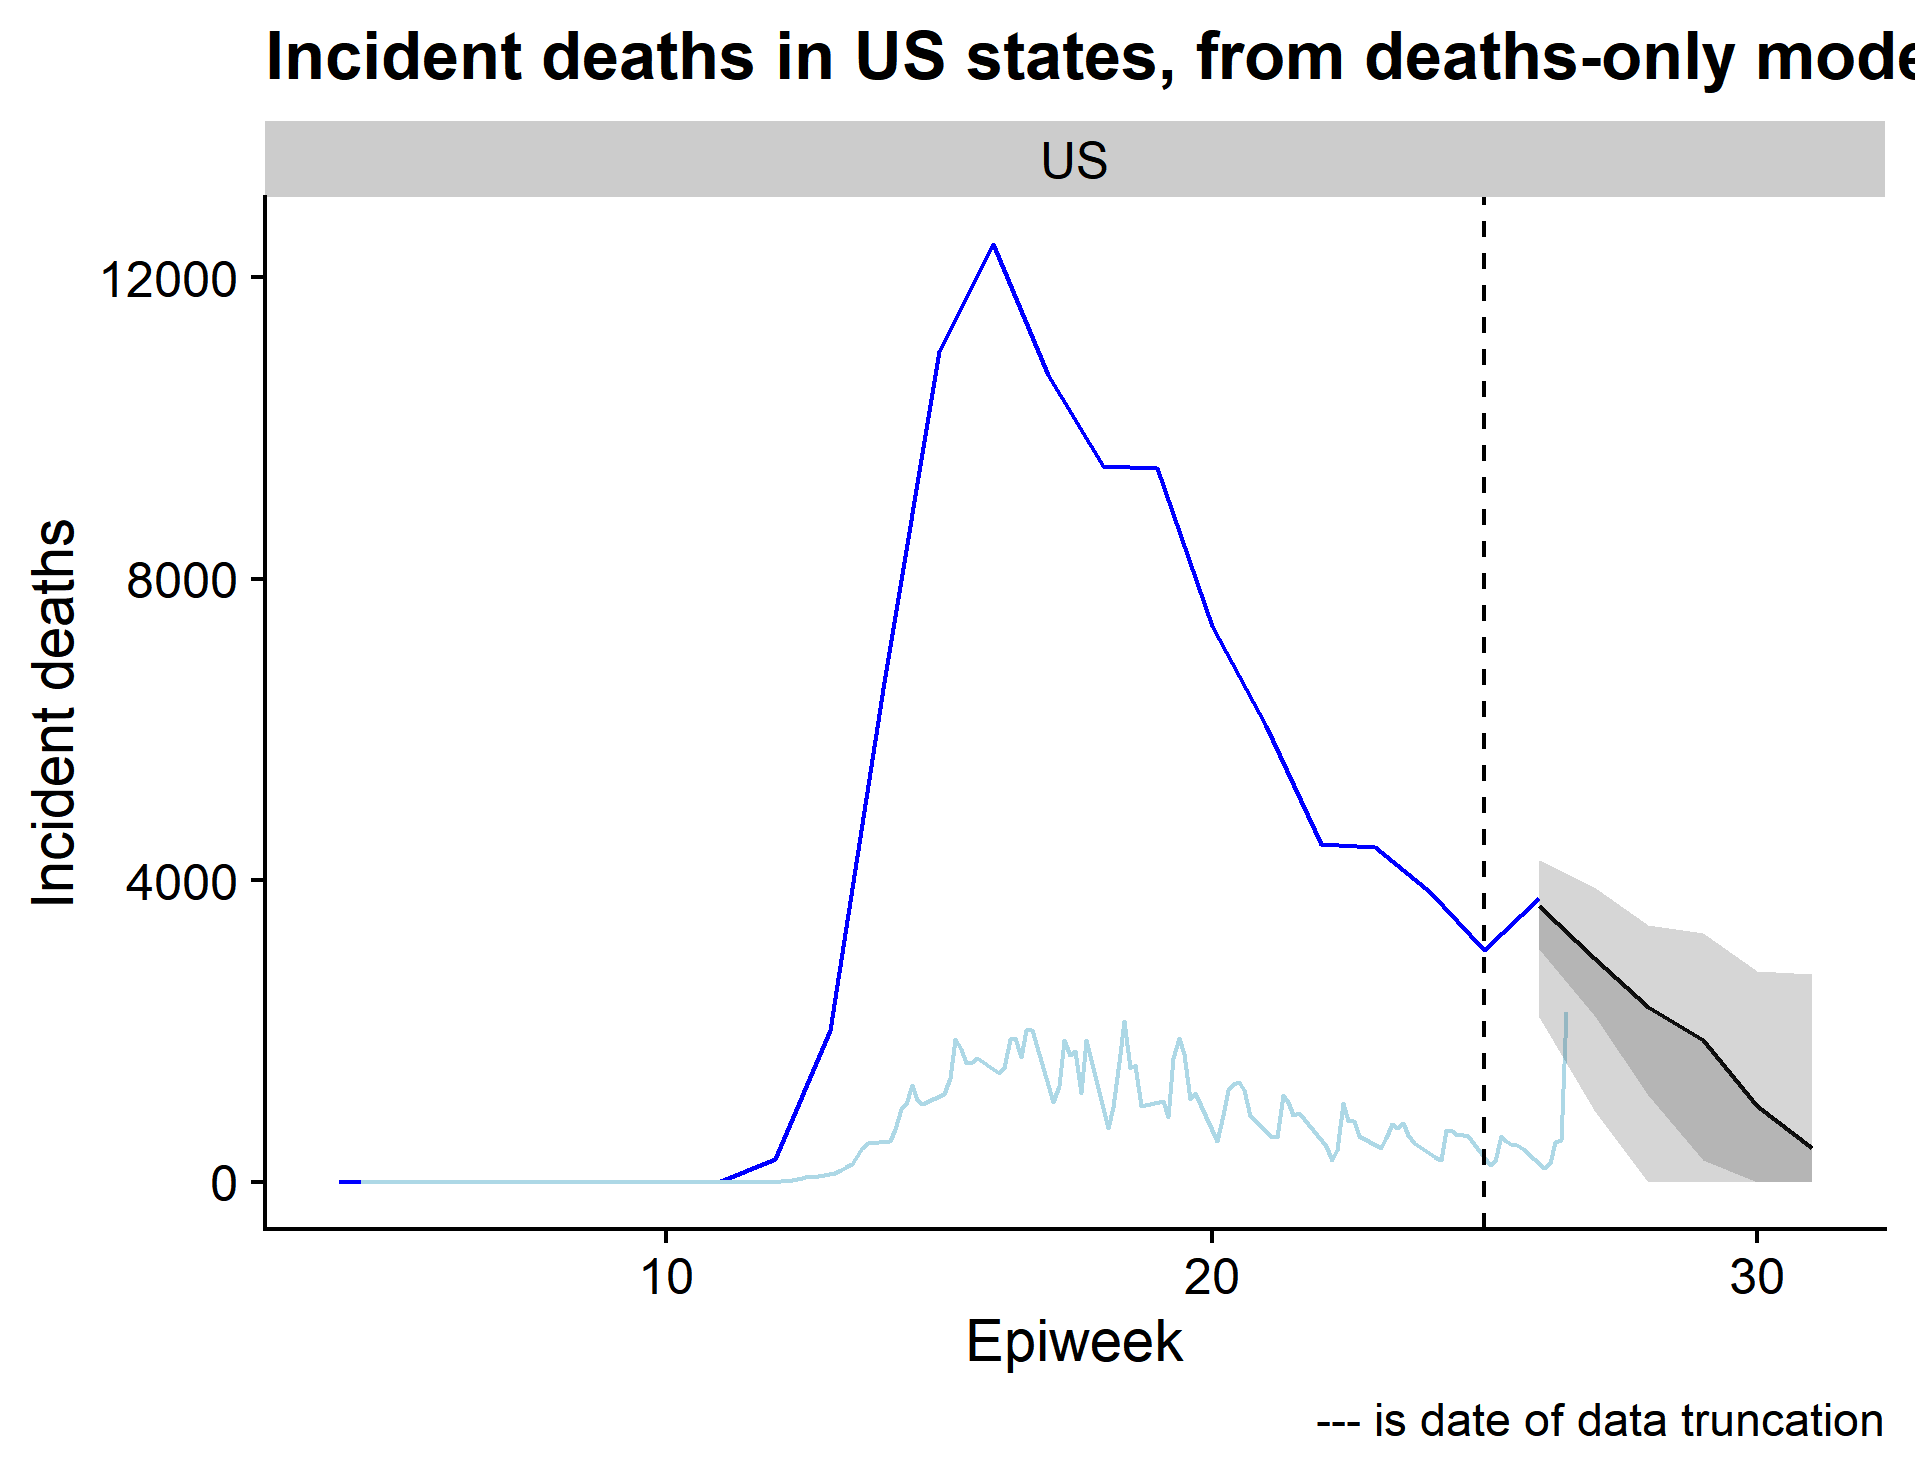 Incident deaths in US states, from deaths-only mode
US
12000
8000
4000
0
Incident deaths
10 20 30
Epiweek
--- is date of data truncation